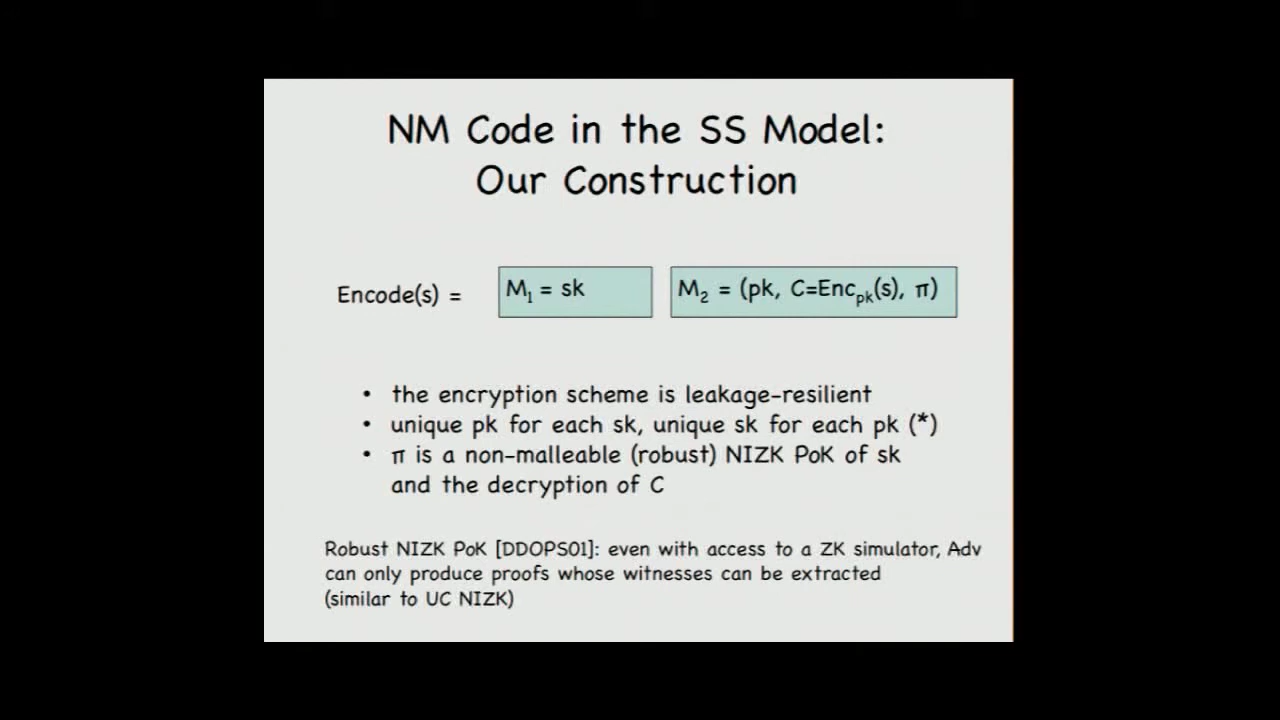 NM Code in the SS Model:
Our Construction
Encode(s) = M₁ = sk M₂ = (pk, C=Encₚₖ(s), π)
• the encryption scheme is leakage-resilient
• unique pk for each sk, unique sk for each pk (*)
• π is a non-malleable (robust) NIZK PoK of sk
and the decryption of C
Robust NIZK PoK [DDOPS01]: even with access to a ZK simulator, Adv
can only produce proofs whose witnesses can be extracted
(similar to UC NIZK)